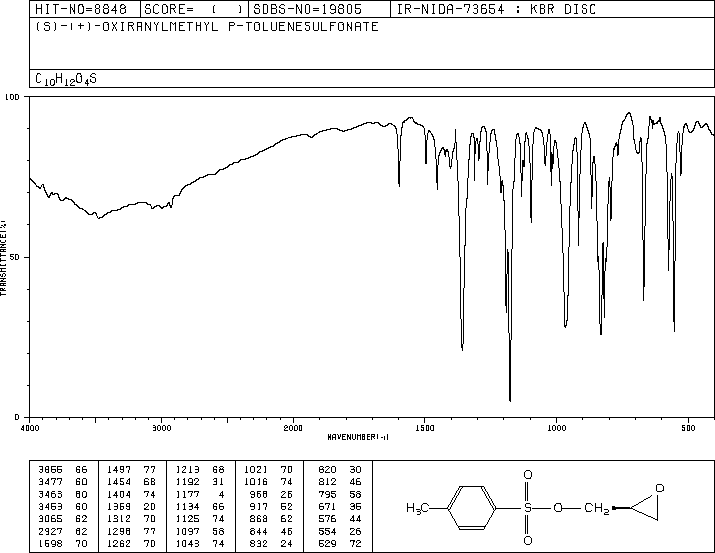 HIT-NO=8848 SCORE= ( ) SDBS-NO=19805 IR-NIDA-73654 : KBR DISC
(S)-(+)-OXIRANYLMETHYL P-TOLUENESULFONATE
C10H12O4S
100
50
0
TRANSMITTANCE(%)
4000 3000 2000 1500 1000 500
WAVENUMBER(-1)
3855 66 1497 77 1213 68 1021 70 820 30
3477 60 1454 68 1192 31 1016 74 812 46
3463 60 1404 74 1177 4 968 26 795 58
3453 60 1359 20 1134 66 917 52 671 35
3065 62 1312 70 1125 74 868 62 576 44
2927 62 1298 77 1097 58 844 46 554 26
1598 70 1262 70 1043 74 832 24 529 72
O
O
H3C S O CH2
O